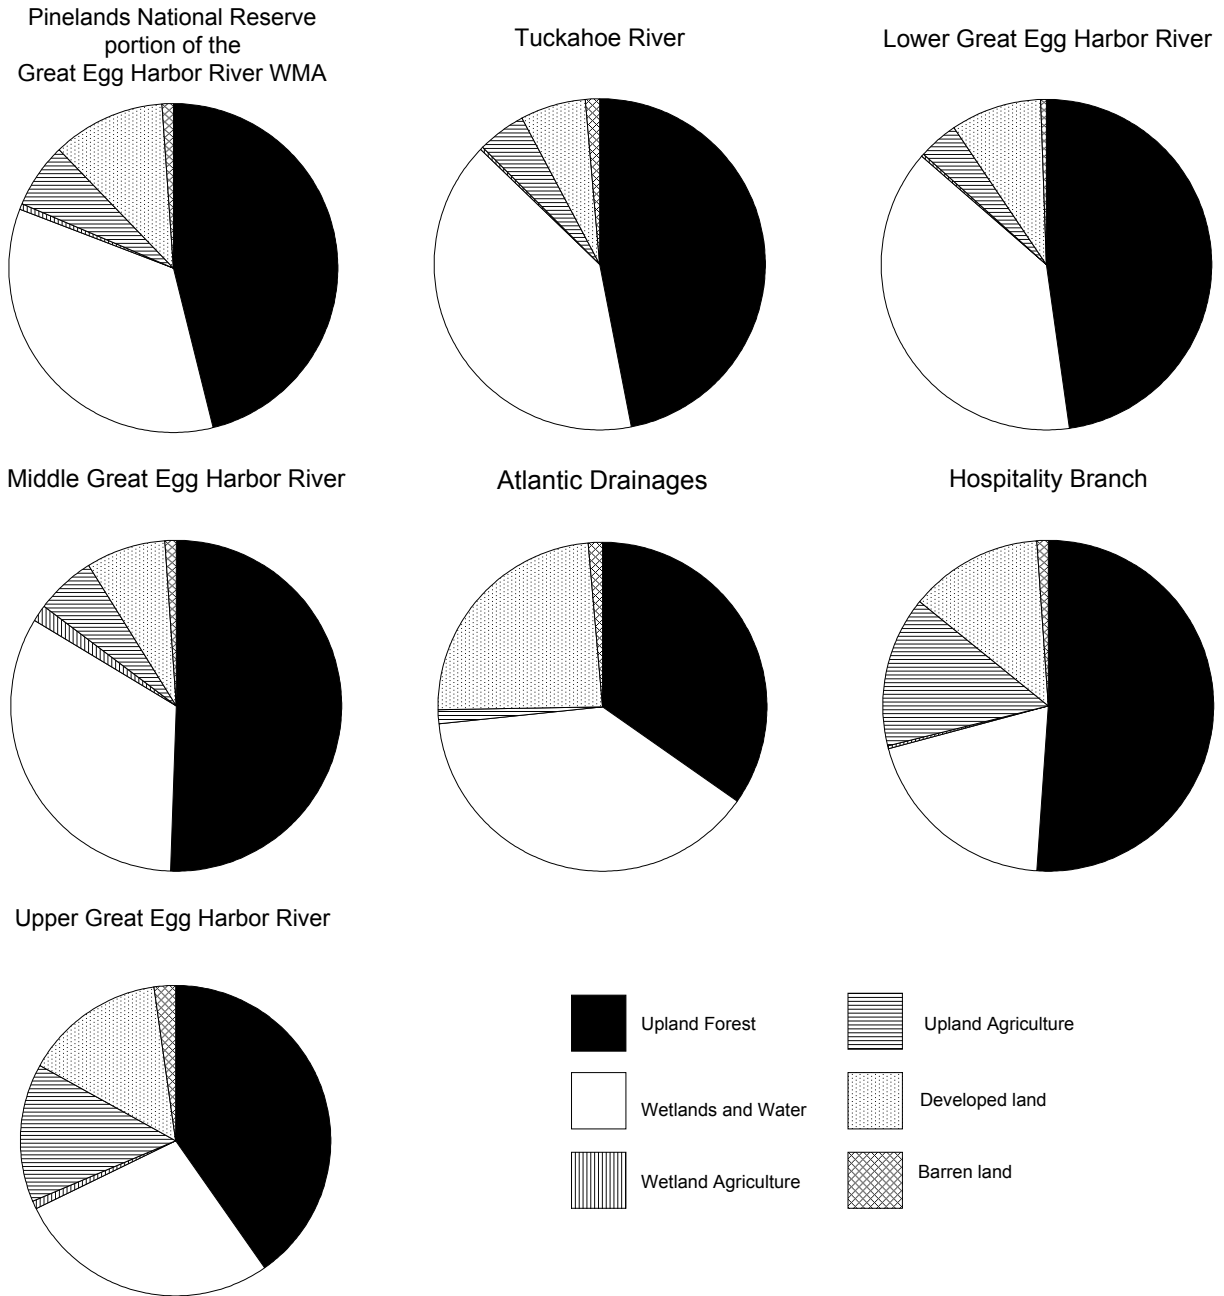 Pinelands National Reserve
portion of the
Great Egg Harbor River WMA
Tuckahoe River
Lower Great Egg Harbor River
Middle Great Egg Harbor River
Atlantic Drainages
Hospitality Branch
Upper Great Egg Harbor River
Upland Forest
Upland Agriculture
Wetlands and Water
Developed land
Wetland Agriculture
Barren land